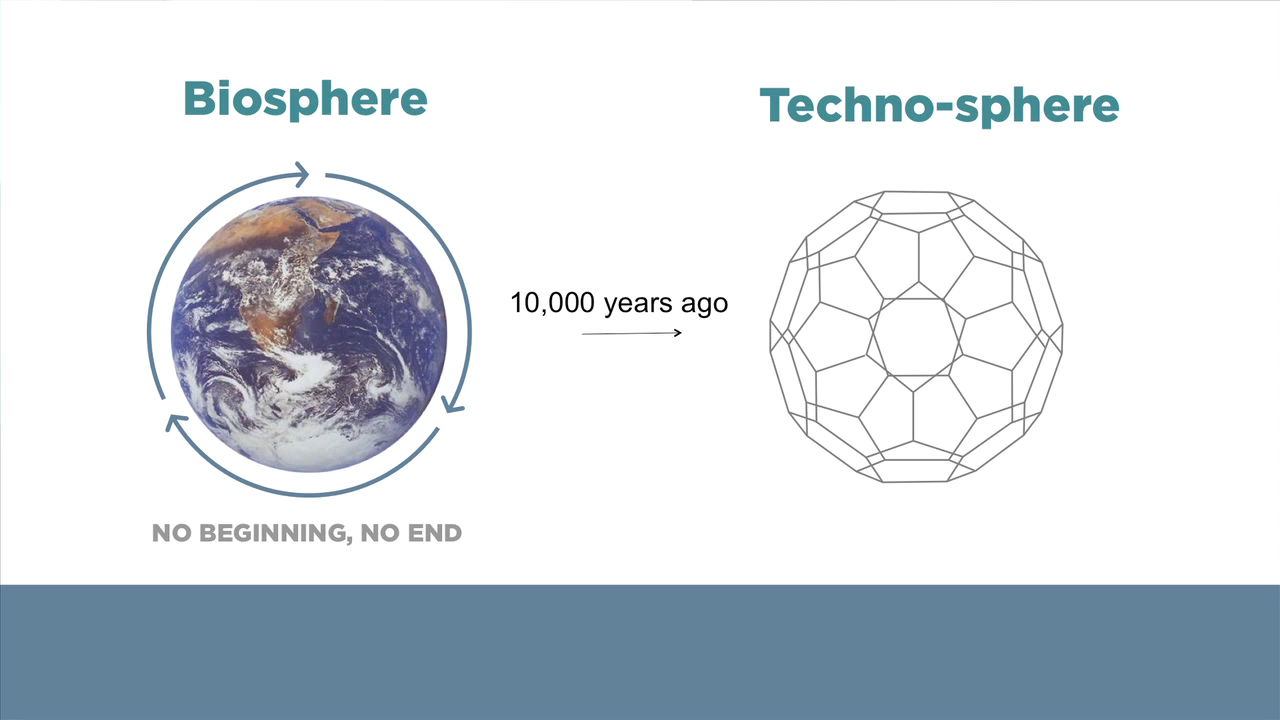 Biosphere
Techno-sphere
10,000 years ago
NO BEGINNING, NO END